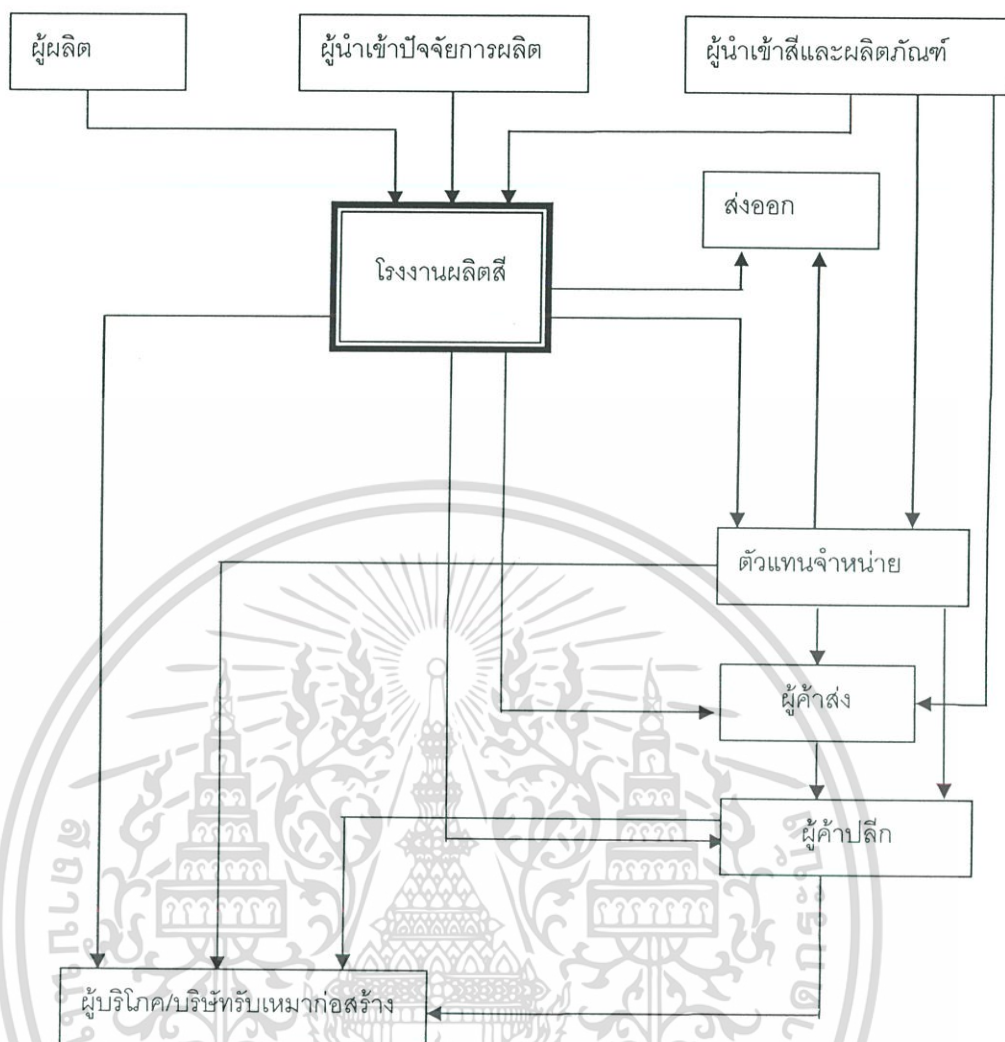 ผู้ผลิต
ผู้นำเข้าปัจจัยการผลิต
ผู้นำเข้าสีและผลิตภัณฑ์
ส่งออก
โรงงานผลิตสี
ตัวแทนจำหน่าย
ผู้ค้าส่ง
ผู้ค้าปลีก
ผู้บริโภค/บริษัทรับเหมาก่อสร้าง